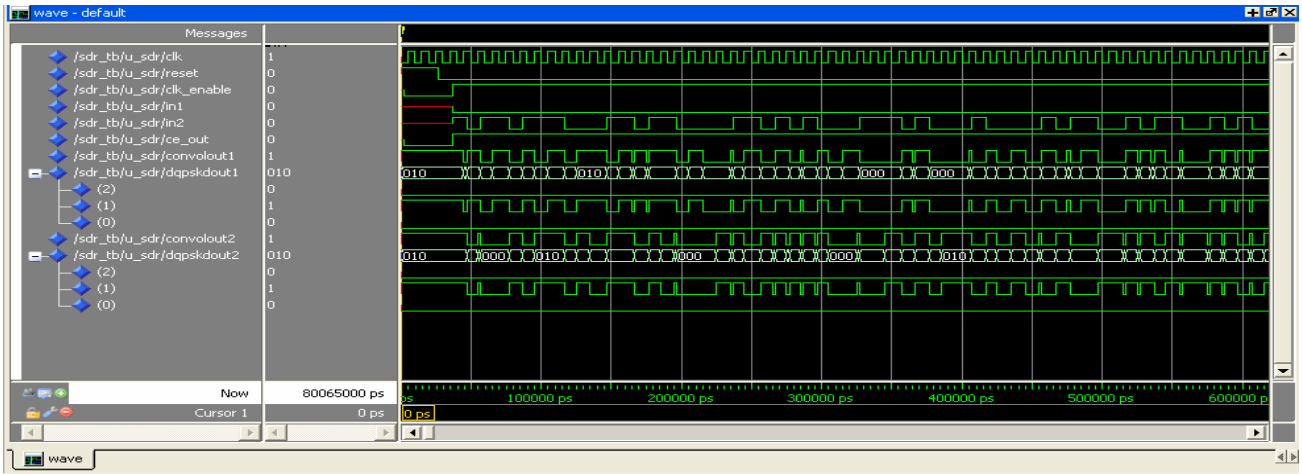 wave - default
Messages
/sdr_tb/u_sdr/clk 1
/sdr_tb/u_sdr/reset 0
/sdr_tb/u_sdr/clk_enable 0
/sdr_tb/u_sdr/in1 0
/sdr_tb/u_sdr/in2 0
/sdr_tb/u_sdr/ce_out 0
/sdr_tb/u_sdr/convolout1 1
/sdr_tb/u_sdr/dqpskdout1 010 010 010 000 000
(2) 0
(1) 1
(0) 0
/sdr_tb/u_sdr/convolout2 1
/sdr_tb/u_sdr/dqpskdout2 010 010 000 010 000 000 010
(2) 0
(1) 1
(0) 0
Now 80065000 ps
ps 100000 ps 200000 ps 300000 ps 400000 ps 500000 ps 600000 p
Cursor 1 0 ps 0 ps
wave